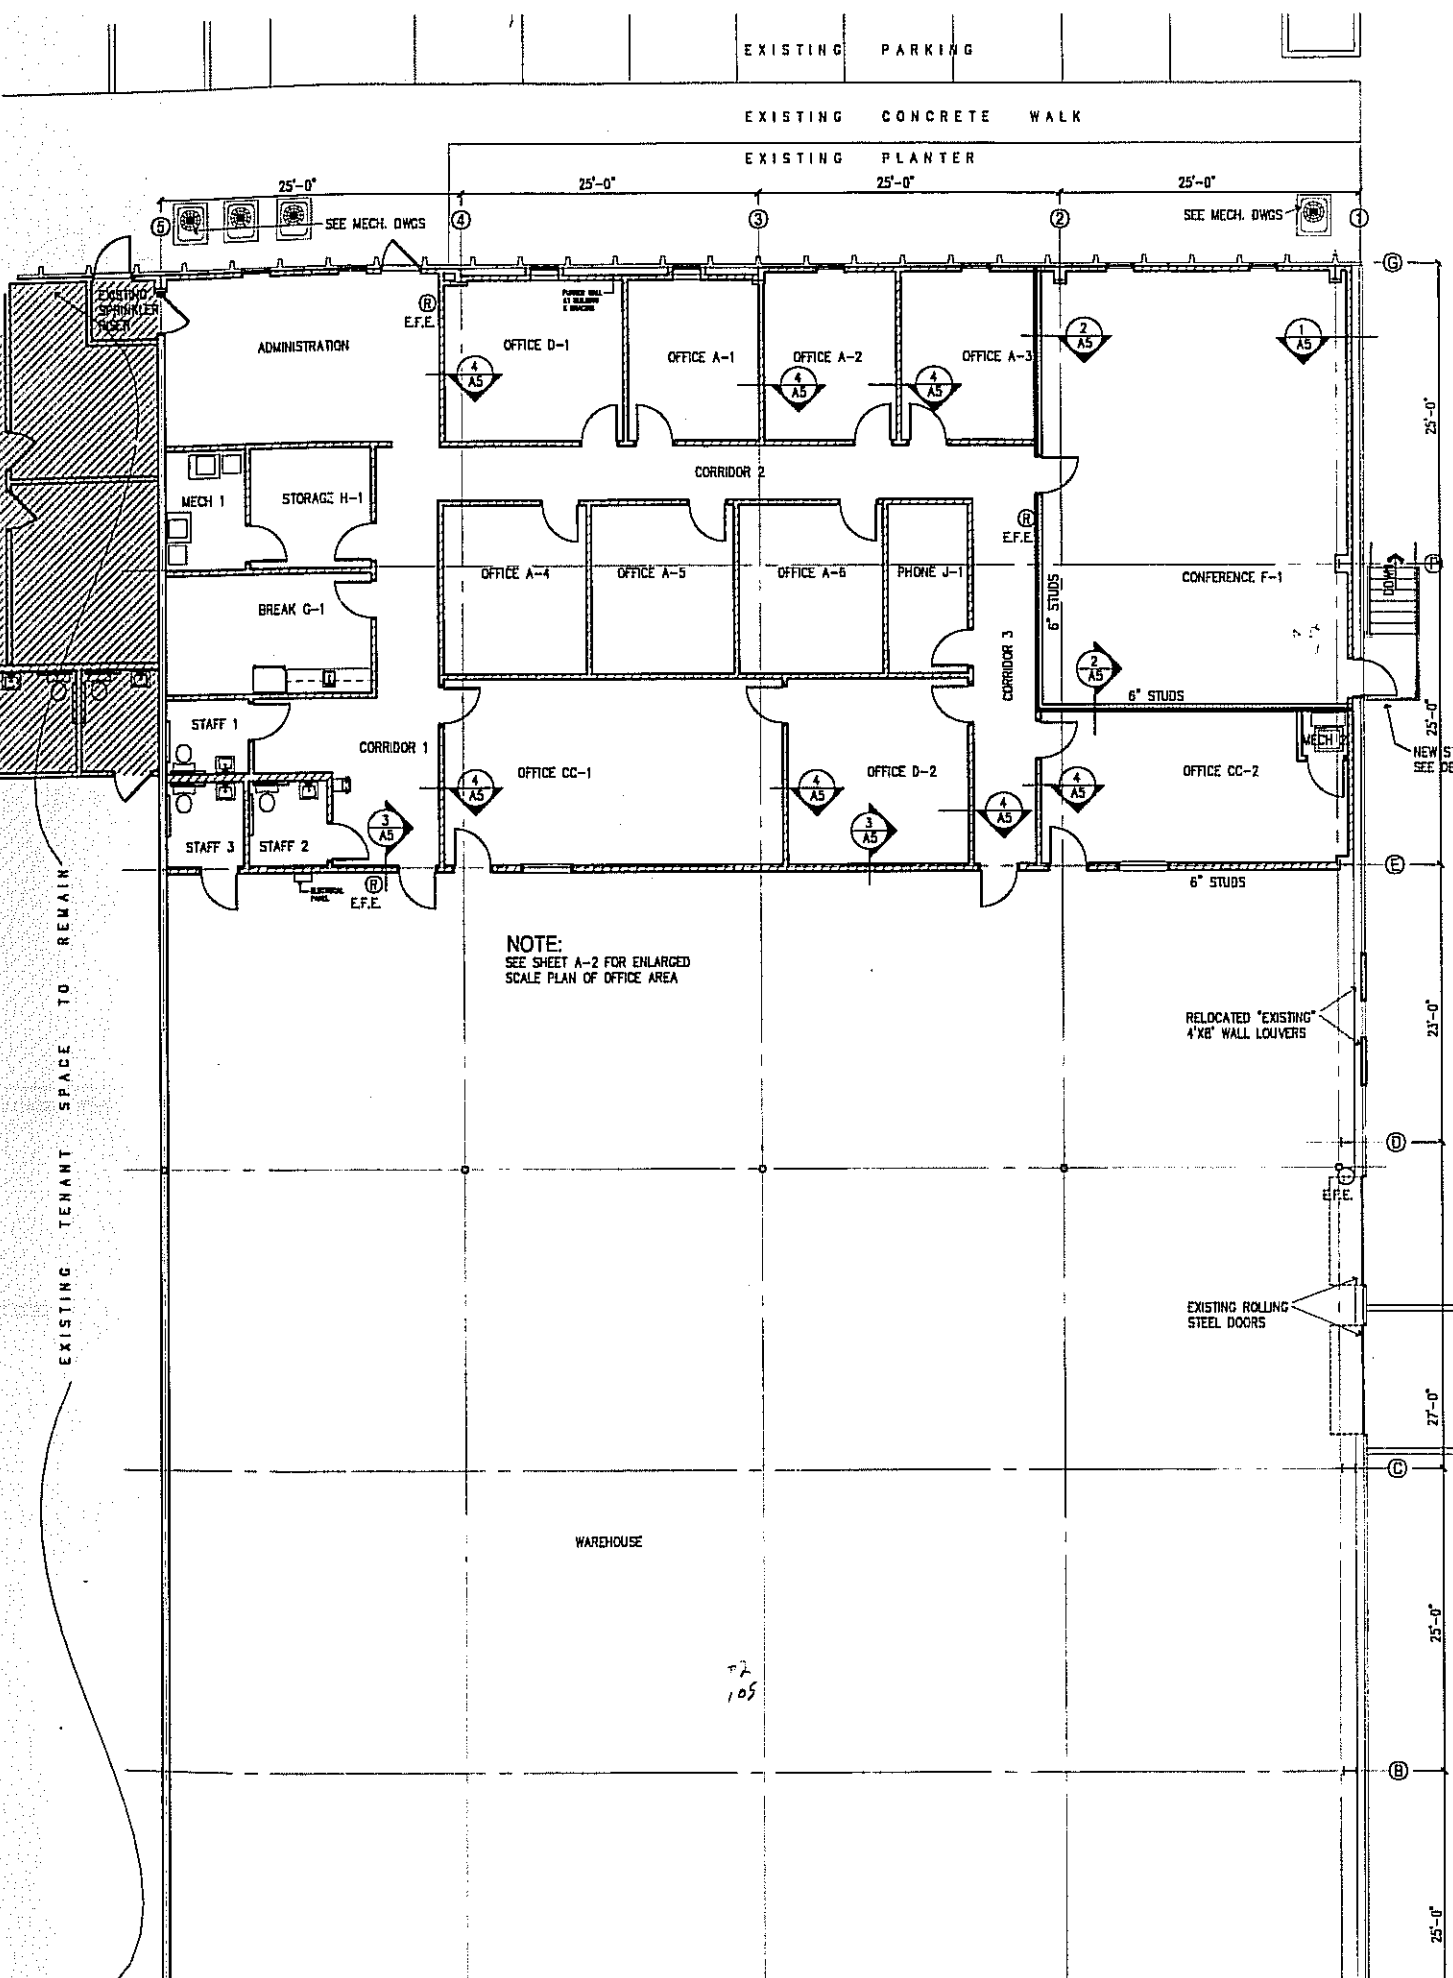 EXISTING PARKING
EXISTING CONCRETE WALK
EXISTING PLANTER
25'-0"
25'-0"
25'-0"
25'-0"
5
SEE MECH. DWGS
4
3
2
SEE MECH. DWGS
1
G
EXISTING
SPRINKLER
RISER
ADMINISTRATION
R
E.F.E.
OFFICE D-1
4
A5
OFFICE A-1
OFFICE A-2
4
A5
OFFICE A-3
4
A5
2
A5
1
A5
25'-0"
CORRIDOR 2
MECH 1
STORAGE H-1
R
E.F.E.
OFFICE A-4
OFFICE A-5
OFFICE A-6
PHONE J-1
CONFERENCE F-1
DOWN
BREAK G-1
6" STUDS
CORRIDOR 3
2
A5
6" STUDS
25'-0"
STAFF 1
CORRIDOR 1
OFFICE CC-1
OFFICE D-2
OFFICE CC-2
NEW
SEE
4
A5
4
A5
4
A5
4
A5
3
A5
3
A5
STAFF 3
STAFF 2
E
ELECTRICAL
PANEL
R
E.F.E.
6" STUDS
NOTE:
SEE SHEET A-2 FOR ENLARGED
SCALE PLAN OF OFFICE AREA
RELOCATED "EXISTING"
4'X8' WALL LOUVERS
23'-0"
EXISTING TENANT SPACE TO REMAIN
D
E.F.E.
EXISTING ROLLING
STEEL DOORS
27'-0"
C
WAREHOUSE
25'-0"
B
25'-0"